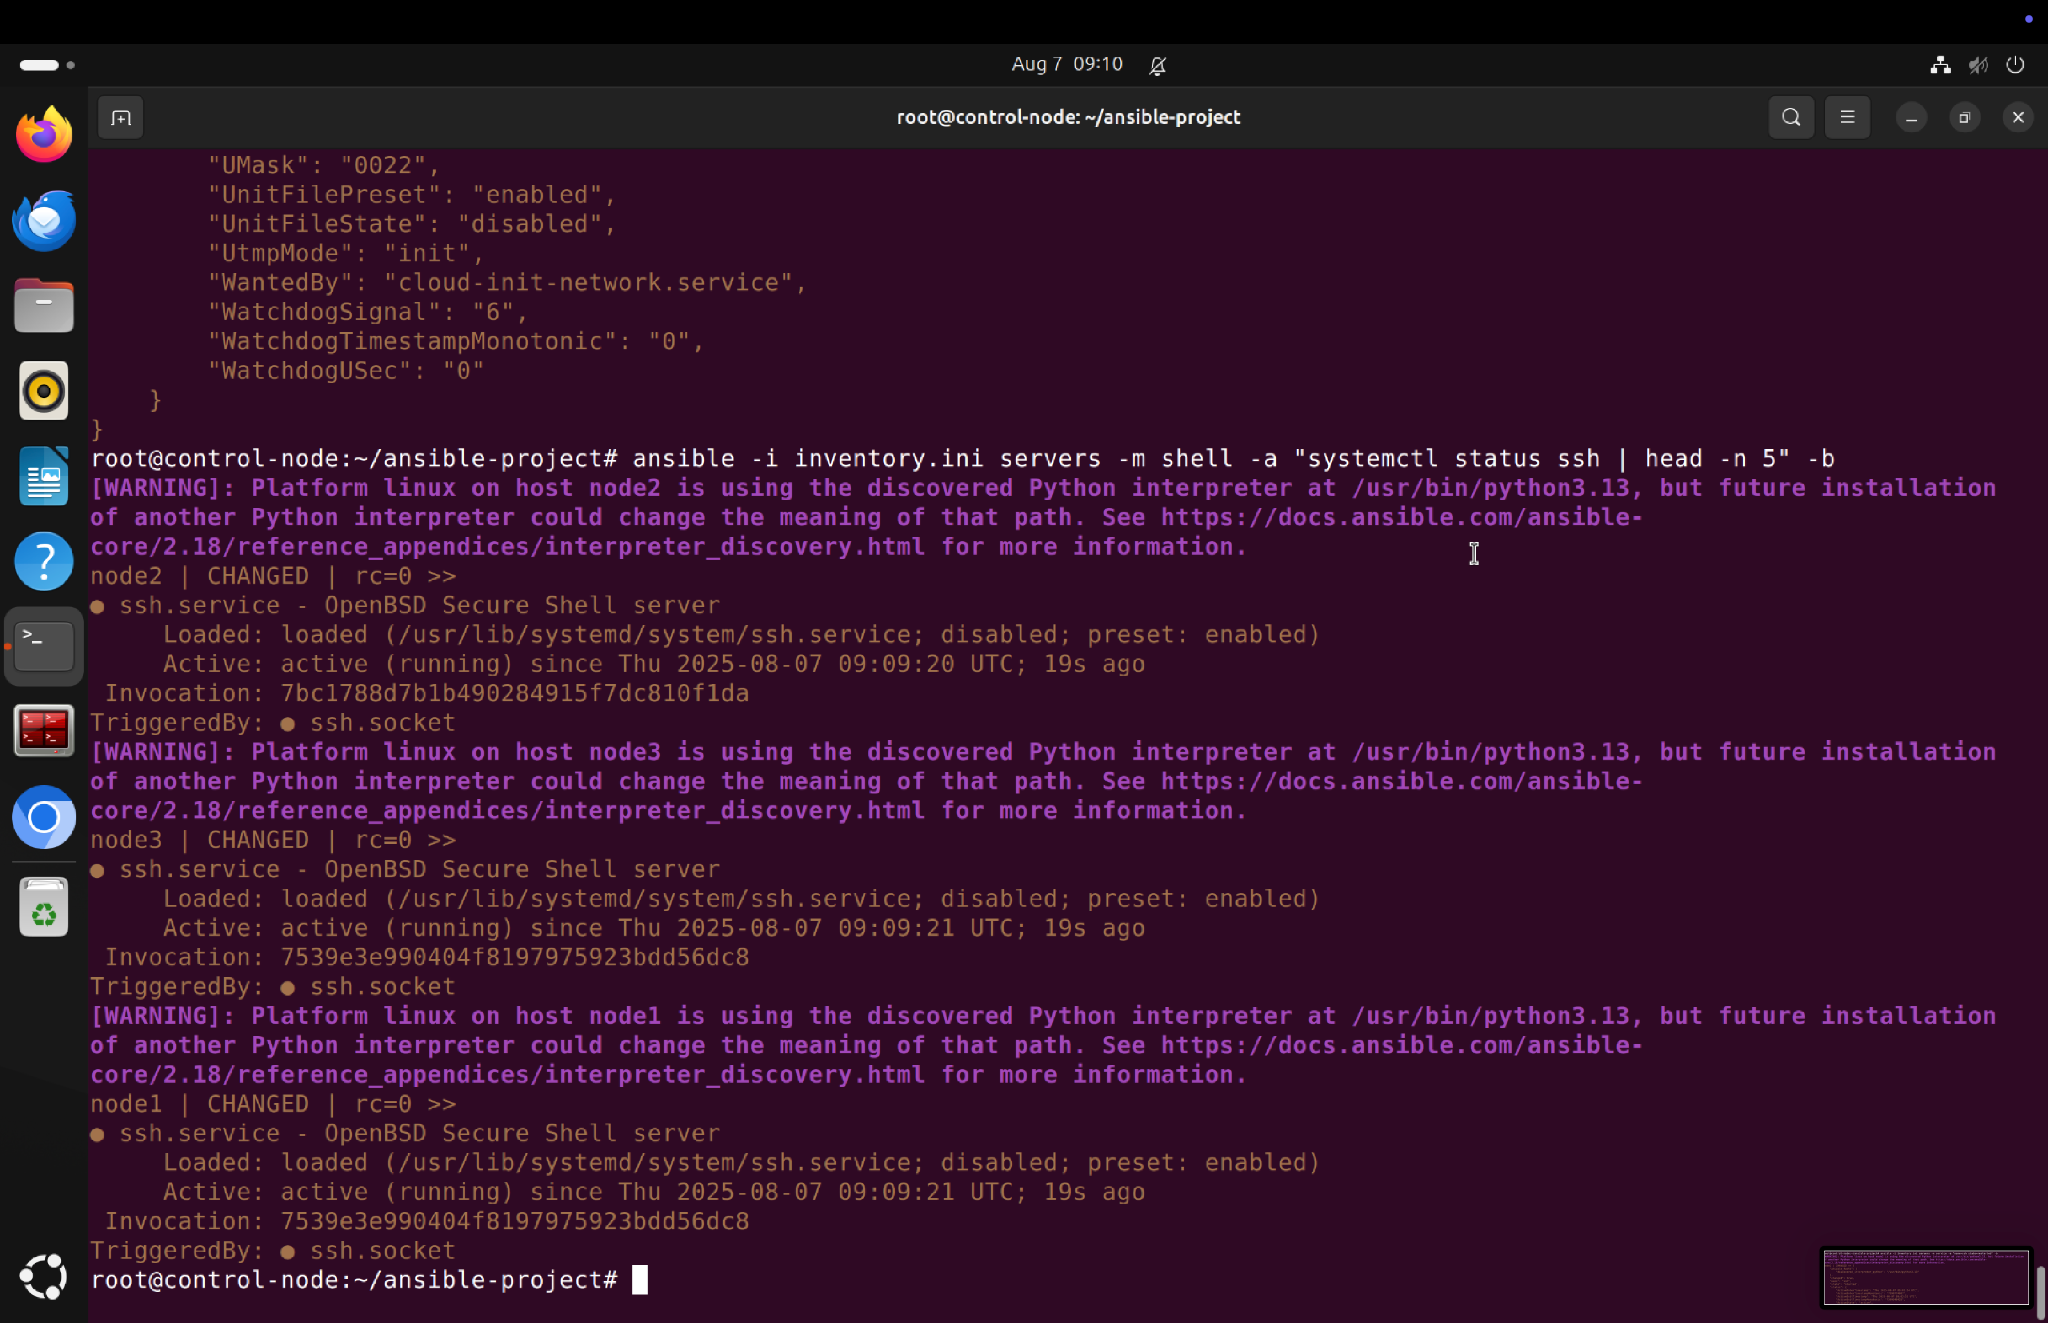 Aug 7 09:10
root@control-node: ~/ansible-project
"UMask": "0022",
"UnitFilePreset": "enabled",
"UnitFileState": "disabled",
"UtmpMode": "init",
"WantedBy": "cloud-init-network.service",
"WatchdogSignal": "6",
"WatchdogTimestampMonotonic": "0",
"WatchdogUSec": "0"
}
}
root@control-node:~/ansible-project# ansible -i inventory.ini servers -m shell -a "systemctl status ssh | head -n 5" -b
[WARNING]: Platform linux on host node2 is using the discovered Python interpreter at /usr/bin/python3.13, but future installation
of another Python interpreter could change the meaning of that path. See https://docs.ansible.com/ansible-
core/2.18/reference_appendices/interpreter_discovery.html for more information.
node2 | CHANGED | rc=0 >>
● ssh.service - OpenBSD Secure Shell server
Loaded: loaded (/usr/lib/systemd/system/ssh.service; disabled; preset: enabled)
Active: active (running) since Thu 2025-08-07 09:09:20 UTC; 19s ago
Invocation: 7bc1788d7b1b490284915f7dc810f1da
TriggeredBy: ● ssh.socket
[WARNING]: Platform linux on host node3 is using the discovered Python interpreter at /usr/bin/python3.13, but future installation
of another Python interpreter could change the meaning of that path. See https://docs.ansible.com/ansible-
core/2.18/reference_appendices/interpreter_discovery.html for more information.
node3 | CHANGED | rc=0 >>
● ssh.service - OpenBSD Secure Shell server
Loaded: loaded (/usr/lib/systemd/system/ssh.service; disabled; preset: enabled)
Active: active (running) since Thu 2025-08-07 09:09:21 UTC; 19s ago
Invocation: 7539e3e990404f8197975923bdd56dc8
TriggeredBy: ● ssh.socket
[WARNING]: Platform linux on host node1 is using the discovered Python interpreter at /usr/bin/python3.13, but future installation
of another Python interpreter could change the meaning of that path. See https://docs.ansible.com/ansible-
core/2.18/reference_appendices/interpreter_discovery.html for more information.
node1 | CHANGED | rc=0 >>
● ssh.service - OpenBSD Secure Shell server
Loaded: loaded (/usr/lib/systemd/system/ssh.service; disabled; preset: enabled)
Active: active (running) since Thu 2025-08-07 09:09:21 UTC; 19s ago
Invocation: 7539e3e990404f8197975923bdd56dc8
TriggeredBy: ● ssh.socket
root@control-node:~/ansible-project#